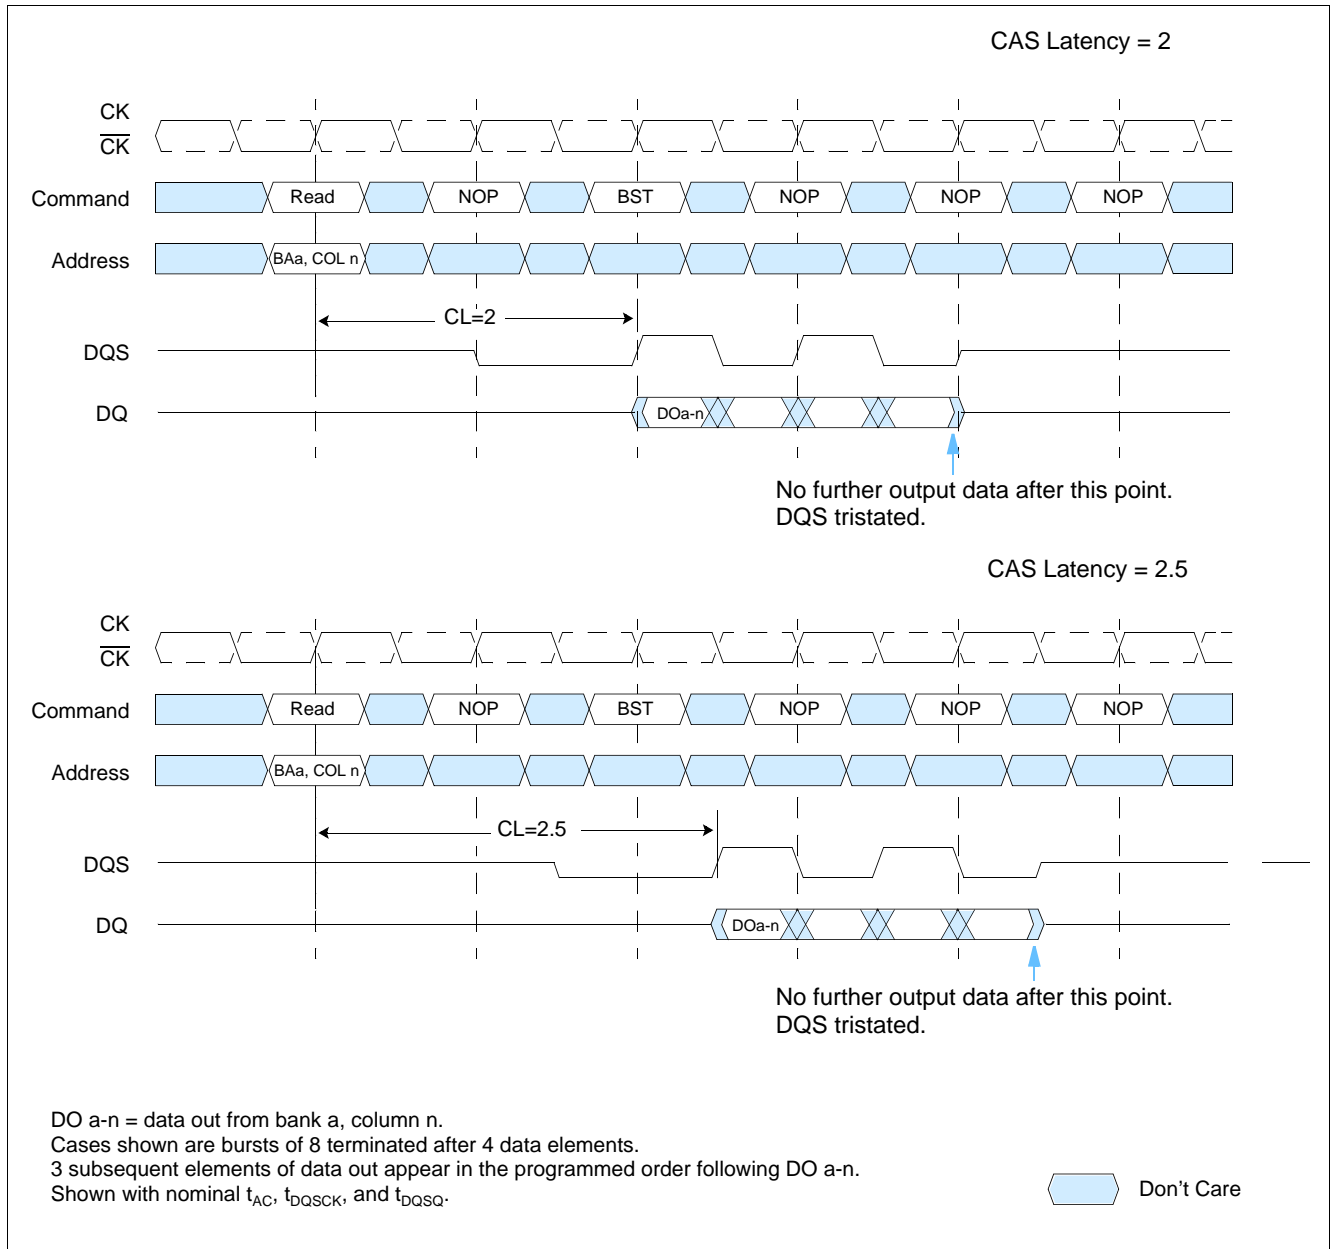 CAS Latency = 2
CK
CK
Command Read NOP BST NOP NOP NOP
Address BAa, COL n
CL=2
DQS
DQ DOa-n
No further output data after this point.
DQS tristated.
CAS Latency = 2.5
CK
CK
Command Read NOP BST NOP NOP NOP
Address BAa, COL n
CL=2.5
DQS
DQ DOa-n
No further output data after this point.
DQS tristated.
DO a-n = data out from bank a, column n.
Cases shown are bursts of 8 terminated after 4 data elements.
3 subsequent elements of data out appear in the programmed order following DO a-n.
Shown with nominal tAC, tDQSCK, and tDQSQ.
Don't Care